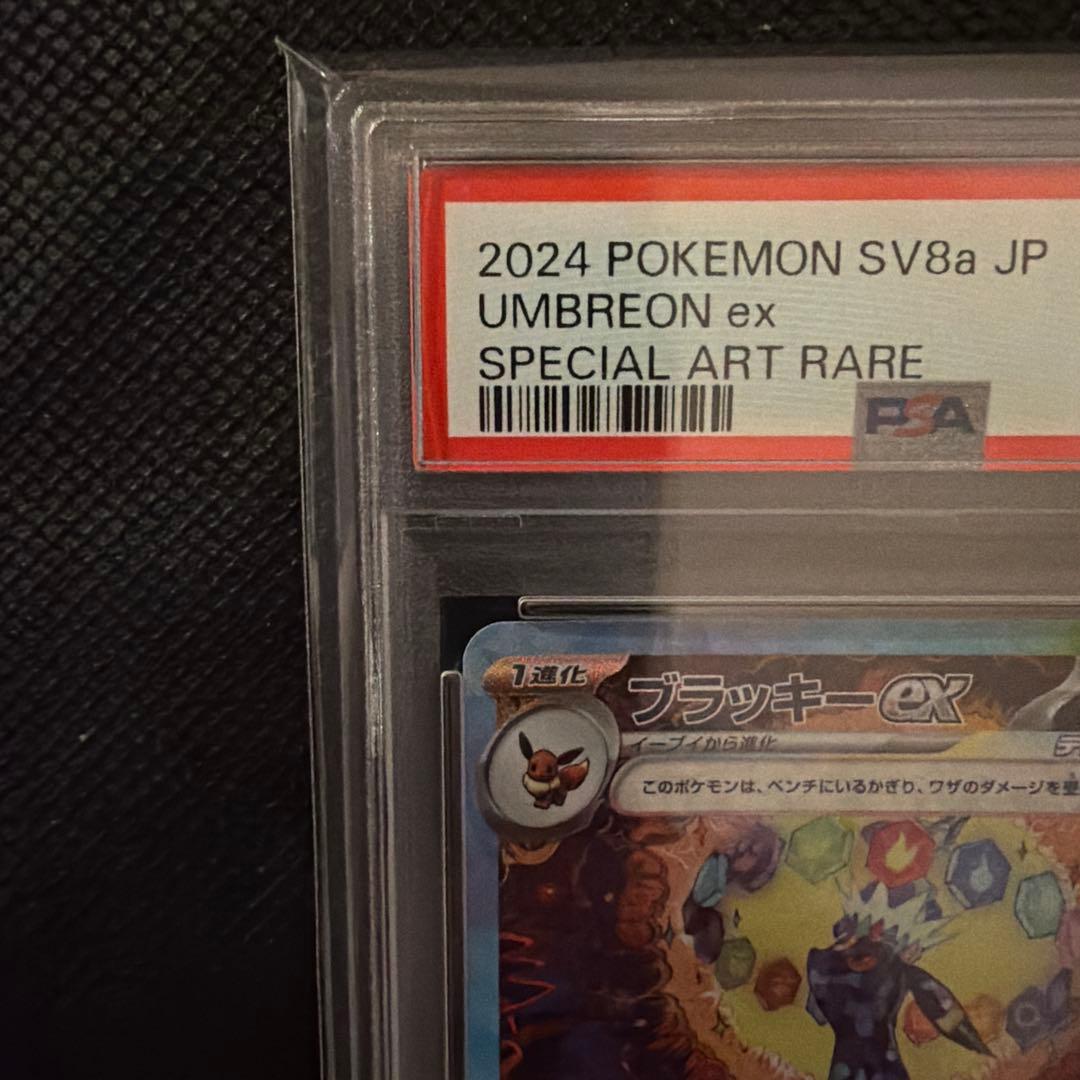 2024 POKEMON SV8a JP
UMBREON ex
SPECIAL ART RARE
PSA
1進化
ブラッキーex
イーブイから進化
このポケモンは、ベンチにいるかぎり、ワザのダメージを